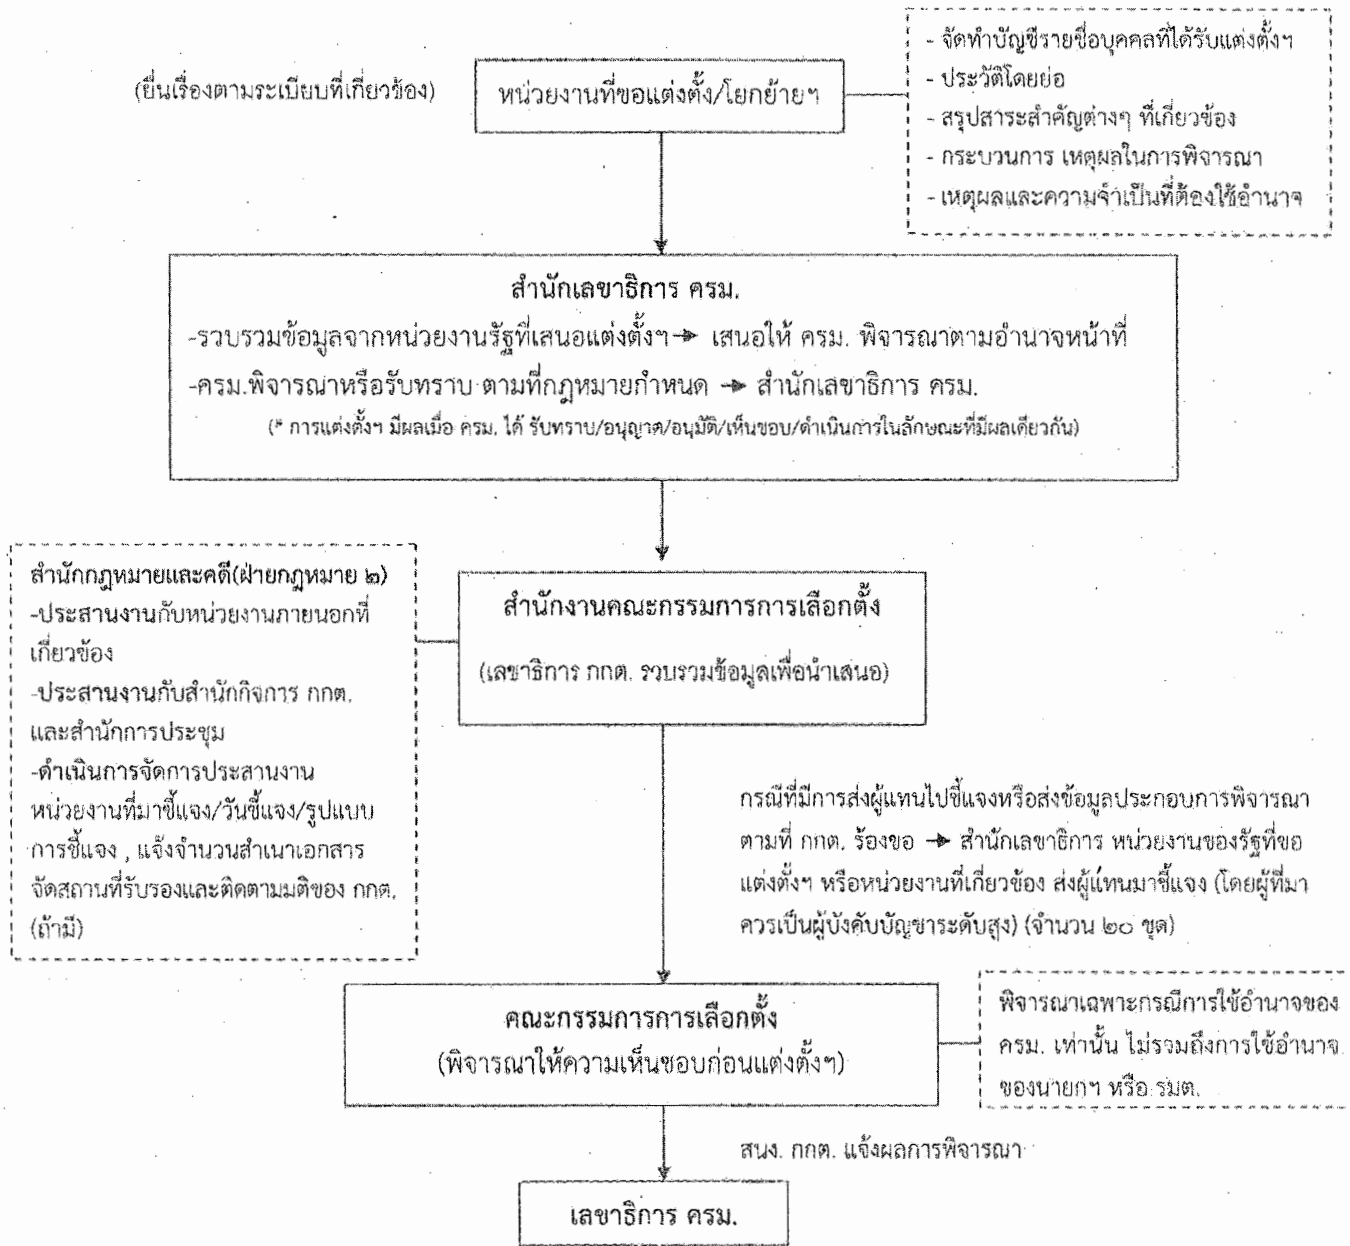 (ยื่นเรื่องตามระเบียบที่เกี่ยวข้อง)
หน่วยงานที่ขอแต่งตั้ง/โยกย้ายฯ
- จัดทำบัญชีรายชื่อบุคคลที่ได้รับแต่งตั้งฯ
- ประวัติโดยย่อ
- สรุปสาระสำคัญต่างๆ ที่เกี่ยวข้อง
- กระบวนการ เหตุผลในการพิจารณา
- เหตุผลและความจำเป็นที่ต้องใช้อำนาจ
สำนักเลขาธิการ ครม.
-รวบรวมข้อมูลจากหน่วยงานรัฐที่เสนอแต่งตั้งฯ→ เสนอให้ ครม. พิจารณาตามอำนาจหน้าที่
-ครม.พิจารณาหรือรับทราบ ตามที่กฎหมายกำหนด → สำนักเลขาธิการ ครม.
(* การแต่งตั้งฯ มีผลเมื่อ ครม. ได้ รับทราบ/อนุญาต/อนุมัติ/เห็นชอบ/ดำเนินการในลักษณะที่มีผลเดียวกัน)
สำนักกฎหมายและคดี(ฝ่ายกฎหมาย ๒)
-ประสานงานกับหน่วยงานภายนอกที่
เกี่ยวข้อง
-ประสานงานกับสำนักกิจการ กกต.
และสำนักการประชุม
-ดำเนินการจัดการประสานงาน
หน่วยงานที่มาชี้แจง/วันชี้แจง/รูปแบบ
การชี้แจง , แจ้งจำนวนสำเนาเอกสาร
จัดสถานที่รับรองและติดตามมติของ กกต.
(ถ้ามี)
สำนักงานคณะกรรมการการเลือกตั้ง
(เลขาธิการ กกต. รวบรวมข้อมูลเพื่อนำเสนอ)
กรณีที่มีการส่งผู้แทนไปชี้แจงหรือส่งข้อมูลประกอบการพิจารณา
ตามที่ กกต. ร้องขอ → สำนักเลขาธิการ หน่วยงานของรัฐที่ขอ
แต่งตั้งฯ หรือหน่วยงานที่เกี่ยวข้อง ส่งผู้แทนมาชี้แจง (โดยผู้ที่มา
ควรเป็นผู้บังคับบัญชาระดับสูง) (จำนวน ๒๐ ชุด)
คณะกรรมการการเลือกตั้ง
(พิจารณาให้ความเห็นชอบก่อนแต่งตั้งฯ)
พิจารณาเฉพาะกรณีการใช้อำนาจของ
ครม. เท่านั้น ไม่รวมถึงการใช้อำนาจ
ของนายกฯ หรือ รมต.
สนง. กกต. แจ้งผลการพิจารณา
เลขาธิการ ครม.